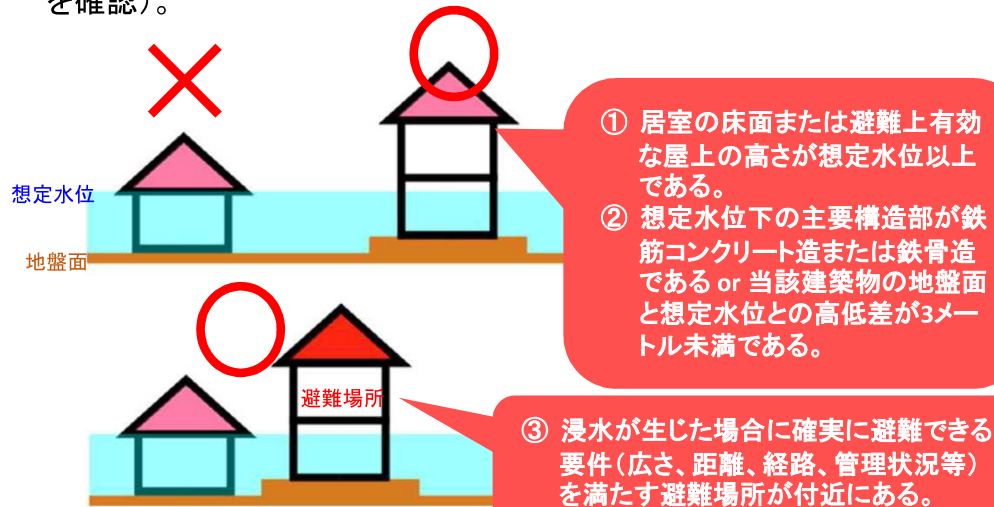 を確認）。
① 居室の床面または避難上有効
な屋上の高さが想定水位以上
である。
② 想定水位下の主要構造部が鉄
筋コンクリート造または鉄骨造
である or 当該建築物の地盤面
と想定水位との高低差が3メー
トル未満である。
想定水位
地盤面
避難場所
③ 浸水が生じた場合に確実に避難できる
要件（広さ、距離、経路、管理状況等）
を満たす避難場所が付近にある。